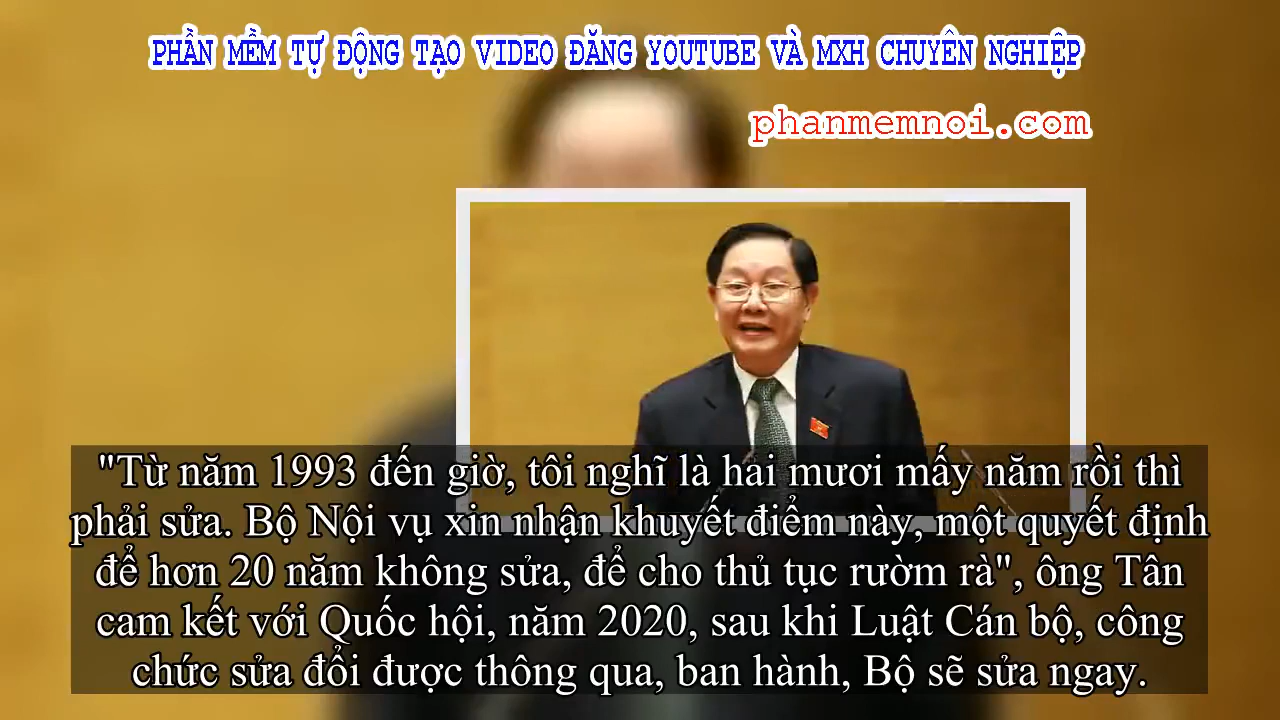 PHẦN MỀM TỰ ĐỘNG TẠO VIDEO ĐĂNG YOUTUBE VÀ MXH CHUYÊN NGHIỆP
phanmemnoi.com
"Từ năm 1993 đến giờ, tôi nghĩ là hai mươi mấy năm rồi thì
phải sửa. Bộ Nội vụ xin nhận khuyết điểm này, một quyết định
để hơn 20 năm không sửa, để cho thủ tục rườm rà", ông Tân
cam kết với Quốc hội, năm 2020, sau khi Luật Cán bộ, công
chức sửa đổi được thông qua, ban hành, Bộ sẽ sửa ngay.